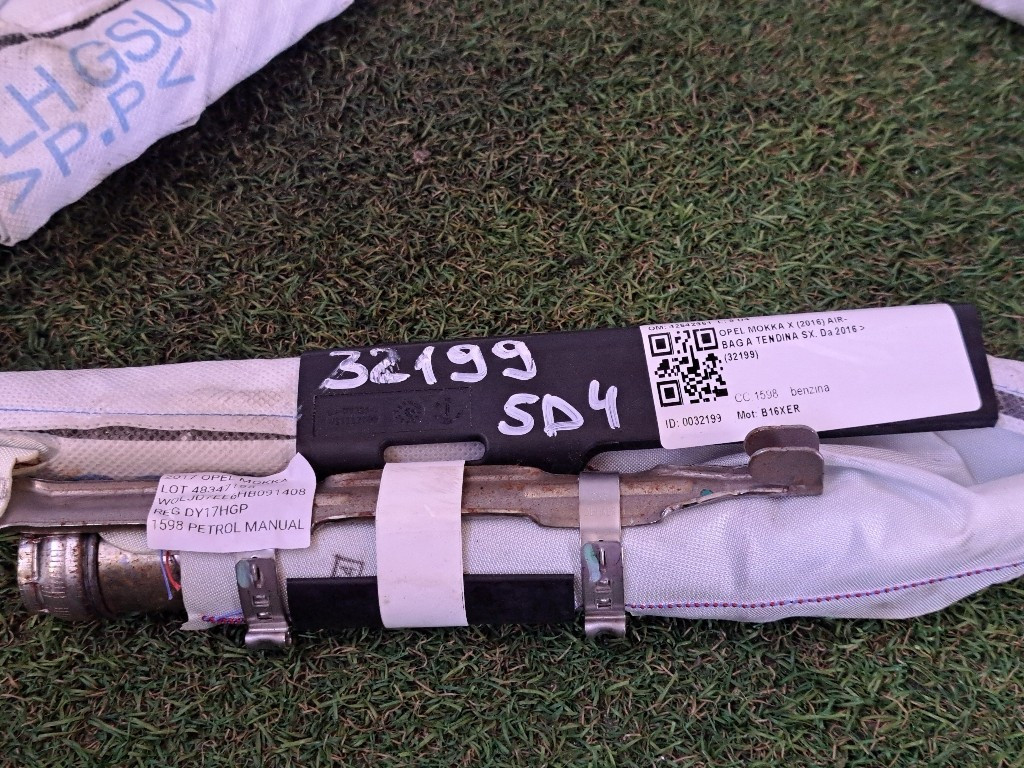 LH GSUV
>P.P<
32199
SD4
OPEL MOKKA X (2016) AIR-
BAG A TENDINA SX. Da 2016 >
(32199)
CC 1598 benzina
ID: 0032199 Mot: B16XER
2017 OPEL MOKKA
LOT 4834/
REG DY17HGP
1598 PETROL MANUAL